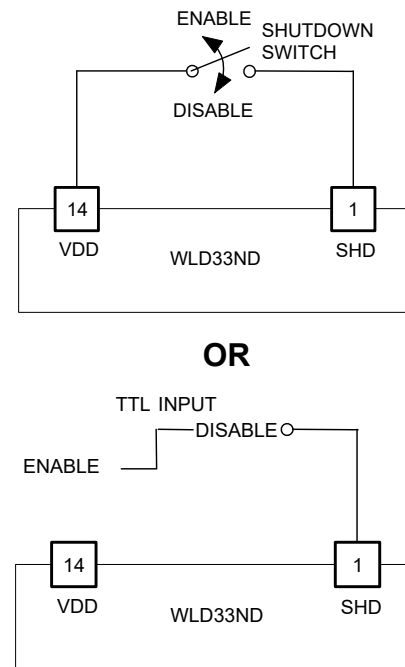 ENABLE
SHUTDOWN
SWITCH
DISABLE
14
1
VDD
WLD33ND
SHD
OR
TTL INPUT
DISABLE
ENABLE
14
1
VDD
WLD33ND
SHD